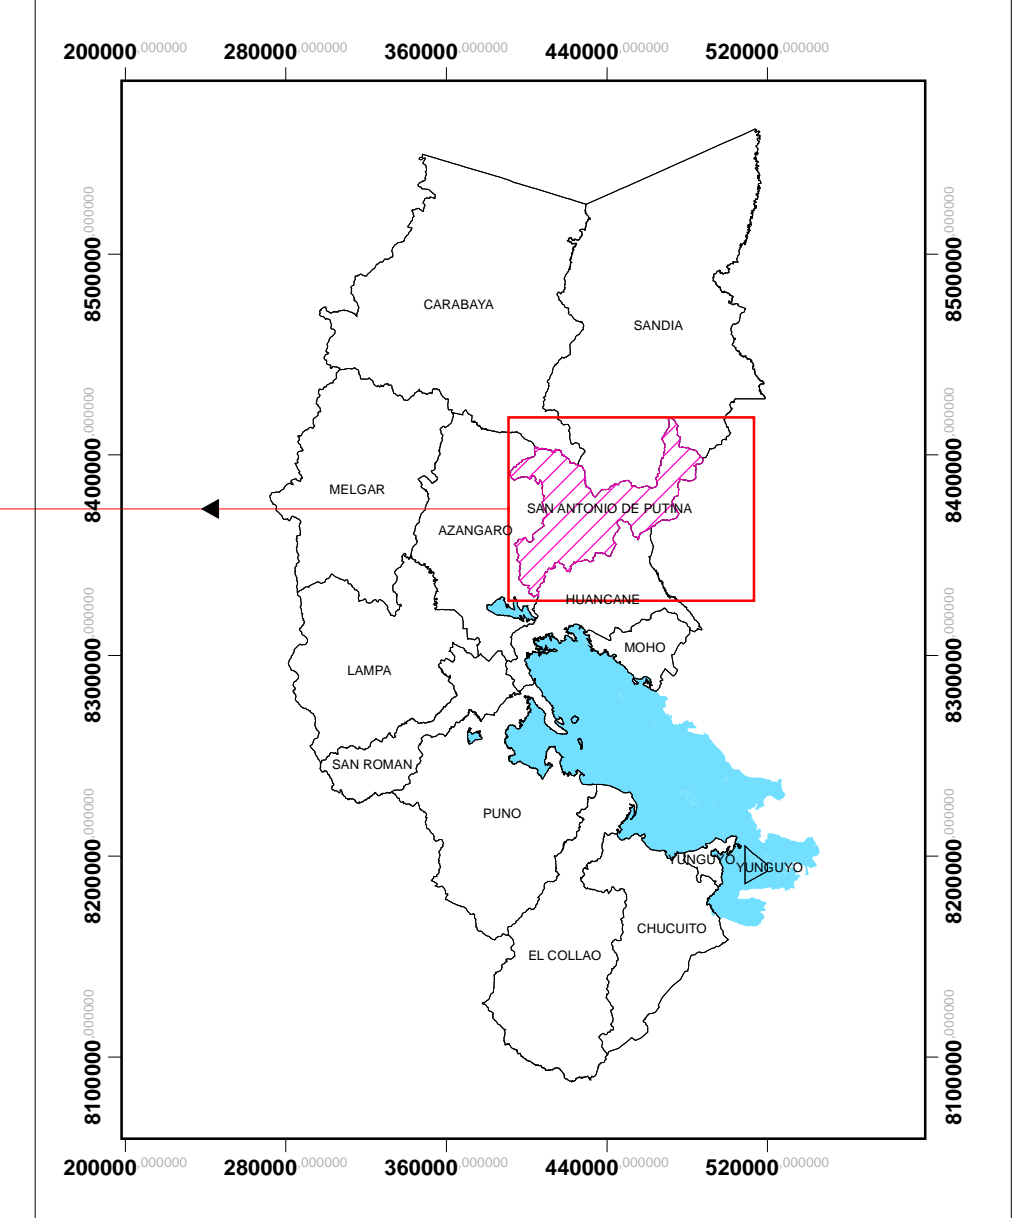 200000.000000 280000.000000 360000.000000 440000.000000 520000.000000
8500000.000000
8500000.000000
CARABAYA
SANDIA
8400000.000000
8400000.000000
MELGAR
SAN ANTONIO DE PUTINA
AZANGARO
HUANCANE
8300000.000000
8300000.000000
MOHO
LAMPA
SAN ROMAN
PUNO
8200000.000000
8200000.000000
YUNGUYO
YUNGUYO
CHUCUITO
EL COLLAO
8100000.000000
8100000.000000
200000.000000 280000.000000 360000.000000 440000.000000 520000.000000